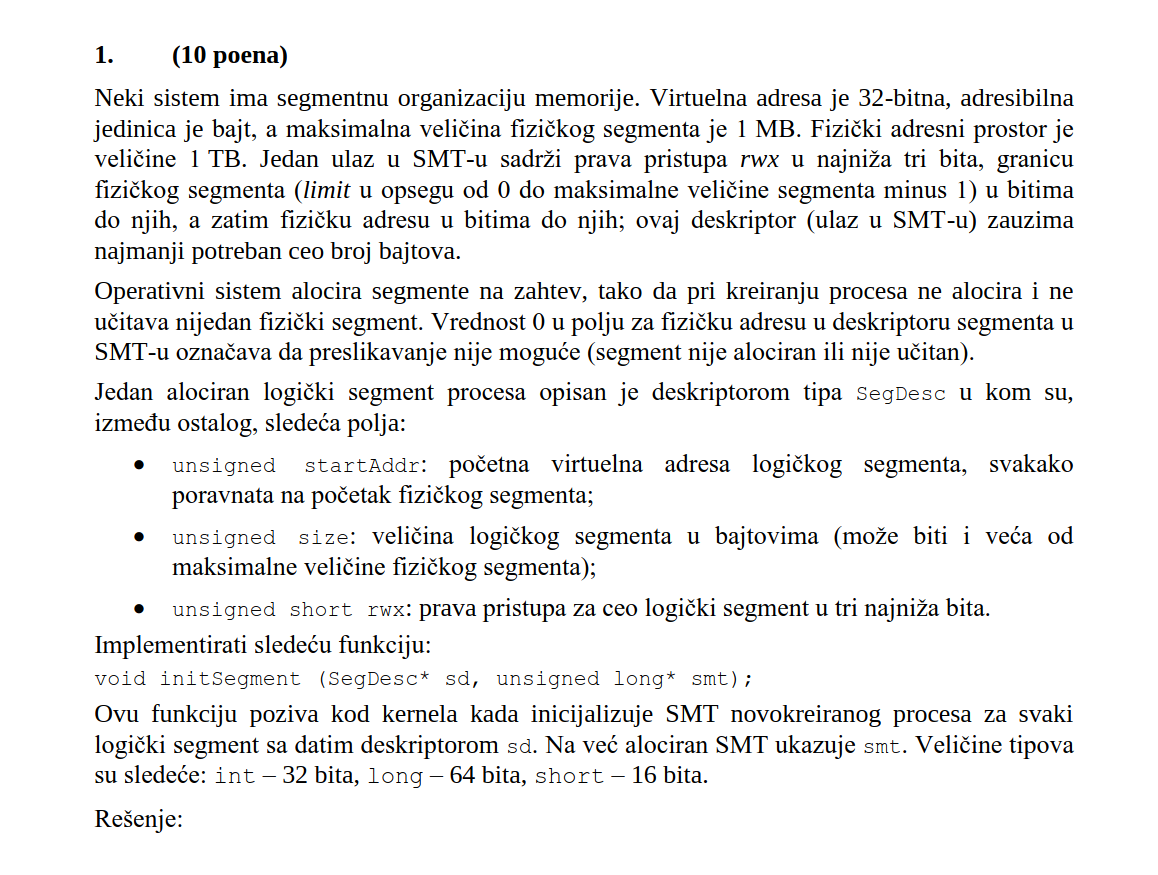 1. (10 poena)
Neki sistem ima segmentnu organizaciju memorije. Virtuelna adresa je 32-bitna, adresibilna
jedinica je bajt, a maksimalna veličina fizičkog segmenta je 1 MB. Fizički adresni prostor je
veličine 1 TB. Jedan ulaz u SMT-u sadrži prava pristupa rwx u najniža tri bita, granicu
fizičkog segmenta (limit u opsegu od 0 do maksimalne veličine segmenta minus 1) u bitima
do njih, a zatim fizičku adresu u bitima do njih; ovaj deskriptor (ulaz u SMT-u) zauzima
najmanji potreban ceo broj bajtova.
Operativni sistem alocira segmente na zahtev, tako da pri kreiranju procesa ne alocira i ne
učitava nijedan fizički segment. Vrednost 0 u polju za fizičku adresu u deskriptoru segmenta u
SMT-u označava da preslikavanje nije moguće (segment nije alociran ili nije učitan).
Jedan alociran logički segment procesa opisan je deskriptorom tipa SegDesc u kom su,
između ostalog, sledeća polja:
• unsigned startAddr: početna virtuelna adresa logičkog segmenta, svakako
poravnata na početak fizičkog segmenta;
• unsigned size: veličina logičkog segmenta u bajtovima (može biti i veća od
maksimalne veličine fizičkog segmenta);
• unsigned short rwx: prava pristupa za ceo logički segment u tri najniža bita.
Implementirati sledeću funkciju:
void initSegment (SegDesc* sd, unsigned long* smt);
Ovu funkciju poziva kod kernela kada inicijalizuje SMT novokreiranog procesa za svaki
logički segment sa datim deskriptorom sd. Na već alociran SMT ukazuje smt. Veličine tipova
su sledeće: int – 32 bita, long – 64 bita, short – 16 bita.
Rešenje: